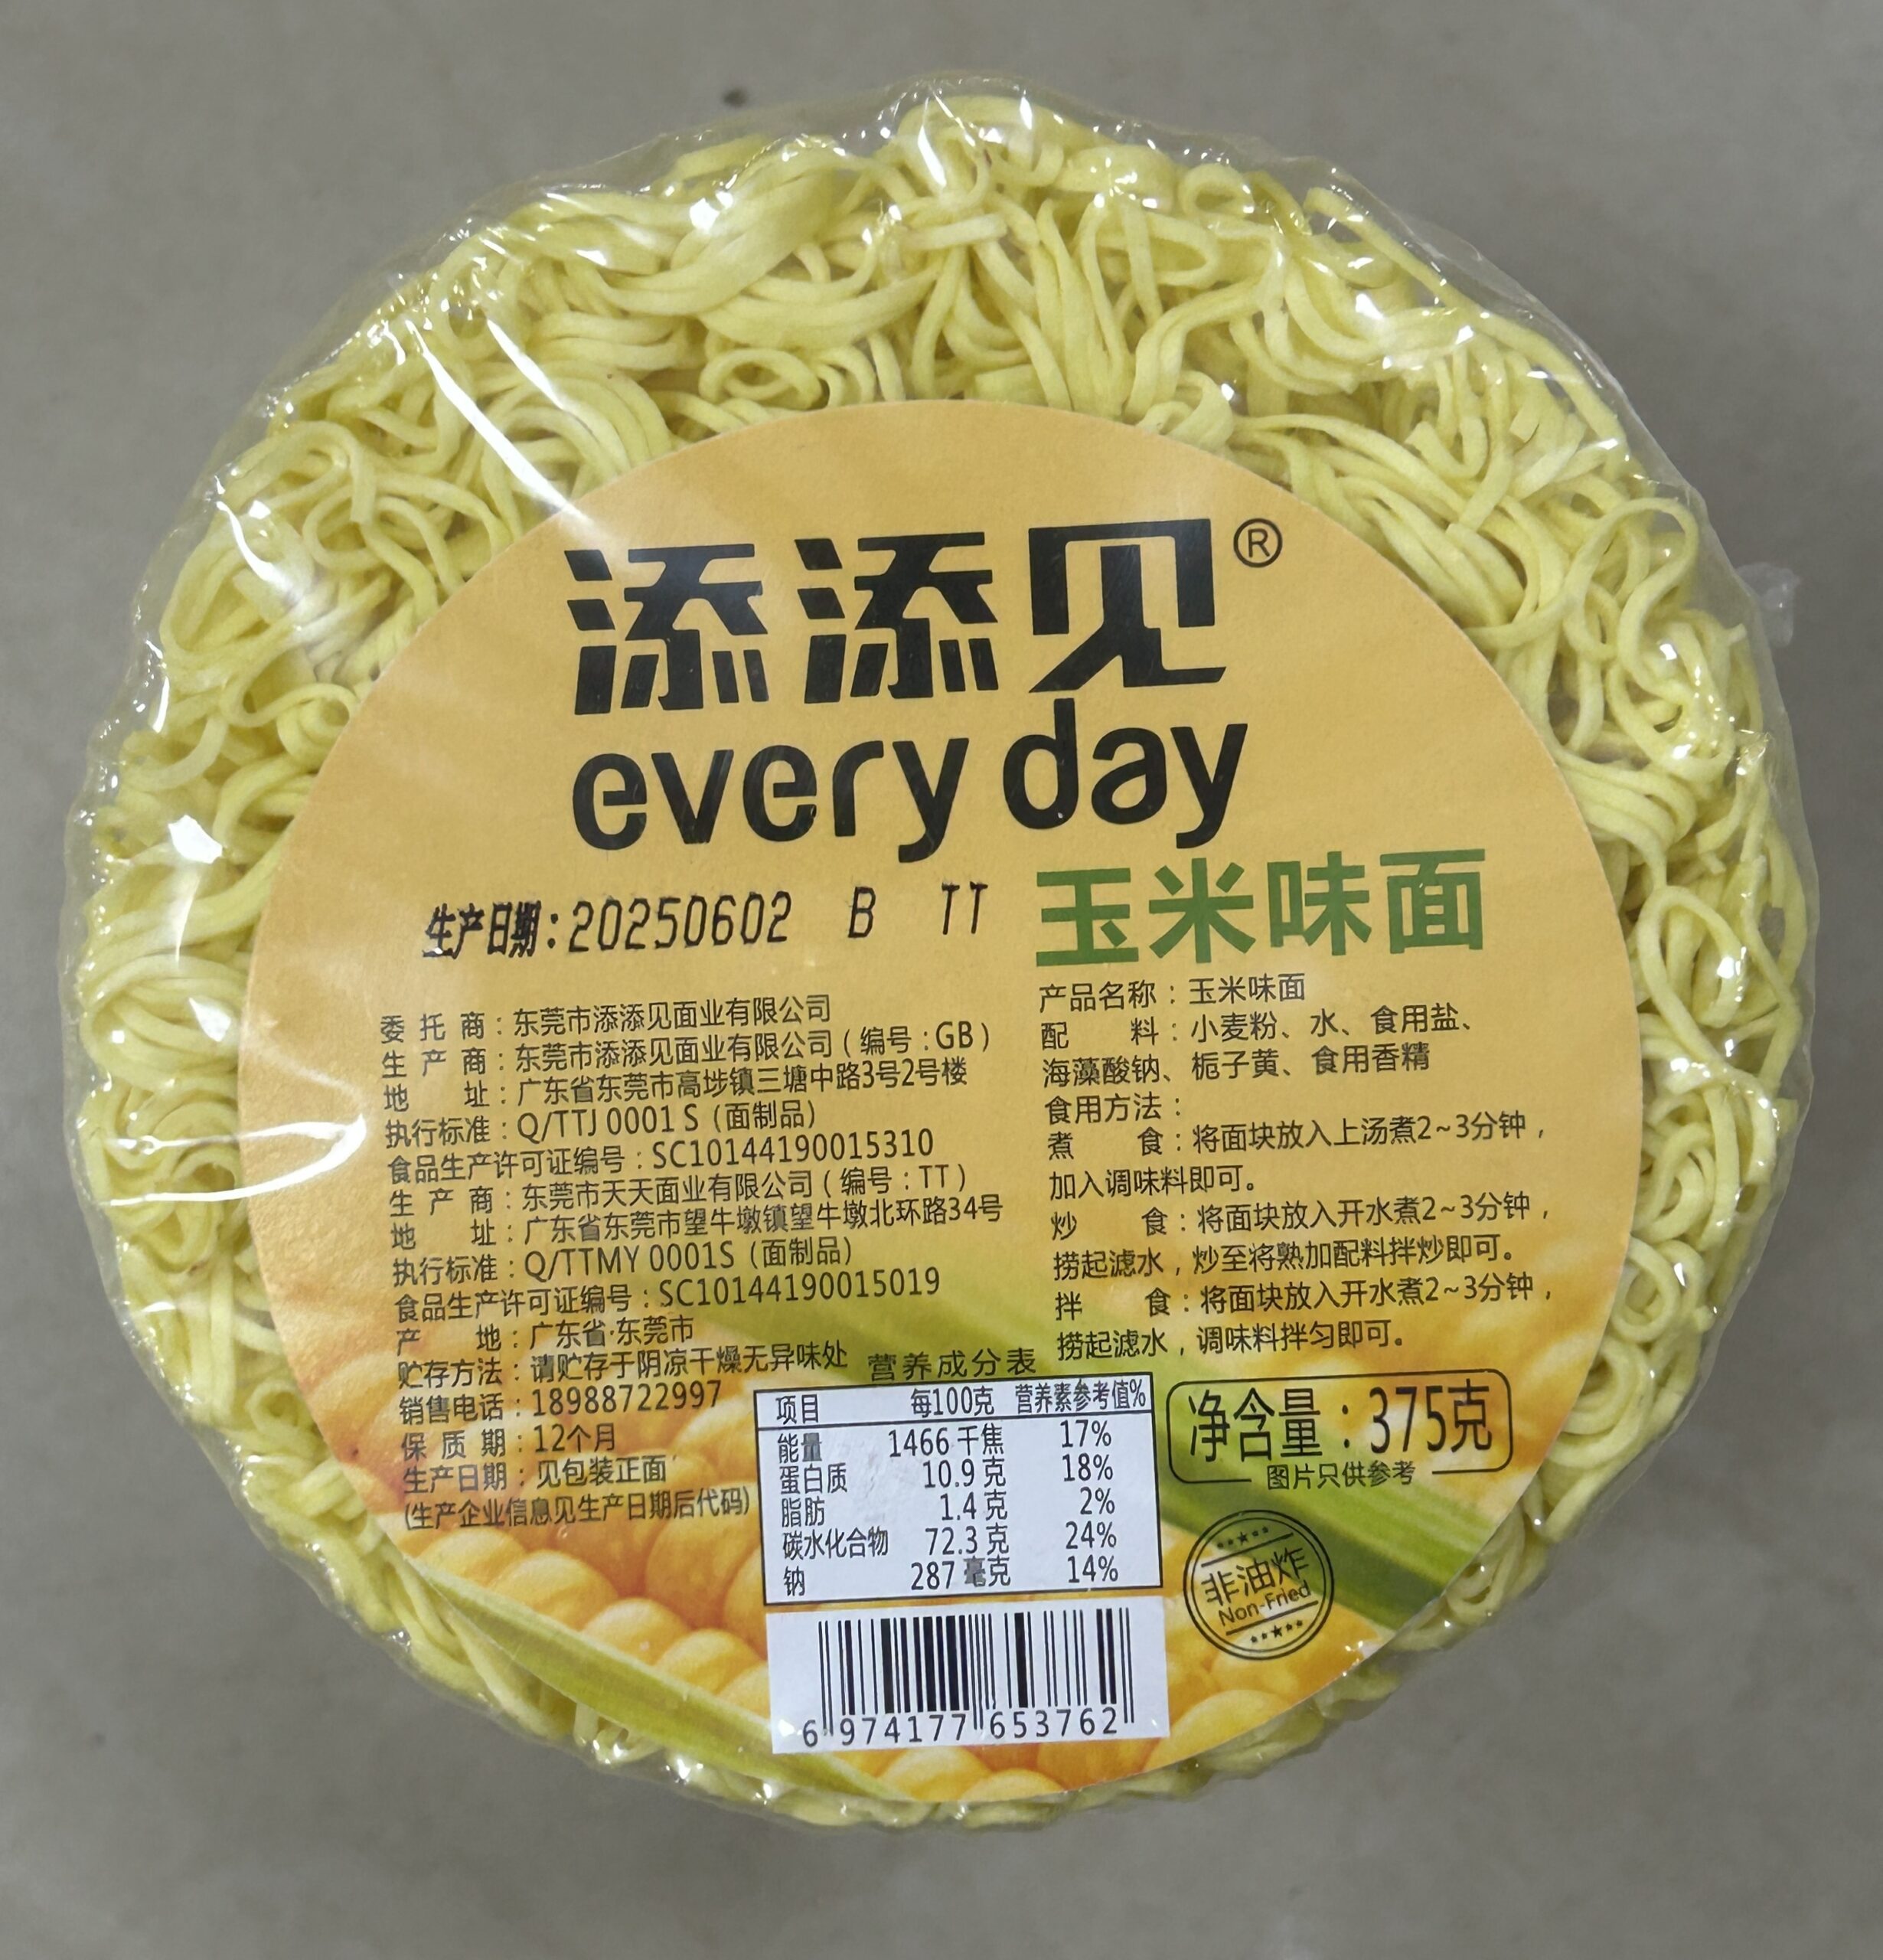 添添见®
every day
生产日期:20250602 B TT
玉米味面
委托商:东莞市添添见面业有限公司
生产商:东莞市添添见面业有限公司(编号:GB)
地址:广东省东莞市高埗镇三塘中路3号2号楼
执行标准:Q/TTJ 0001 S(面制品)
食品生产许可证编号:SC10144190015310
生产商:东莞市天天面业有限公司(编号:TT)
地址:广东省东莞市望牛墩镇望牛墩北环路34号
执行标准:Q/TTMY 0001S(面制品)
食品生产许可证编号:SC10144190015019
产地:广东省·东莞市
贮存方法:请贮存于阴凉干燥无异味处
销售电话:18988722997
保质期:12个月
生产日期:见包装正面
(生产企业信息见生产日期后代码)
产品名称:玉米味面
配料:小麦粉、水、食用盐、
海藻酸钠、栀子黄、食用香精
食用方法:
煮食:将面块放入上汤煮2~3分钟,
加入调味料即可。
炒食:将面块放入开水煮2~3分钟,
捞起滤水,炒至将熟加配料拌炒即可。
拌食:将面块放入开水煮2~3分钟,
捞起滤水,调味料拌匀即可。
营养成分表
项目 每100克 营养素参考值%
能量 1466 千焦 17%
蛋白质 10.9 克 18%
脂肪 1.4 克 2%
碳水化合物 72.3 克 24%
钠 287 毫克 14%
净含量:375克
图片只供参考
非油炸
Non-Fried
6 974177 653762